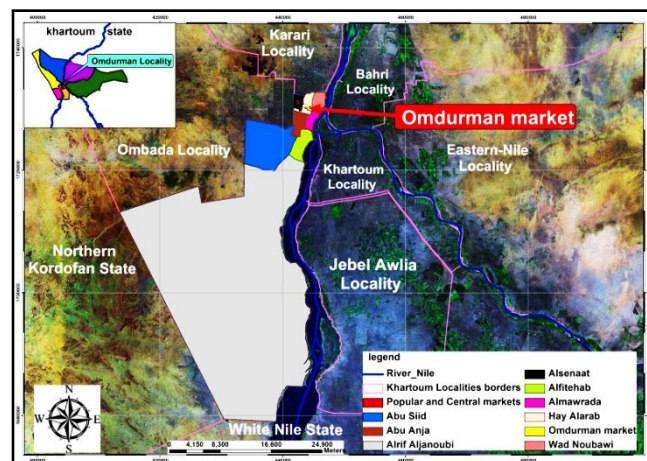 khartoum state
Omdurman Locality
Karari
Locality
Bahri
Locality
Omdurman market
Ombada Locality
Eastern-Nile
Locality
Khartoum
Locality
Northern
Kordofan State
Jebel Awlia
Locality
White Nile State
N
W
E
S
0 4,150 8,300 16,600 24,900
Meters
legend
River_Nile
Khartoum Localities borders
Popular and Central markets
Abu Siid
Abu Anja
Alrif Aljanoubi
Alsenaat
Alfitehab
Almawrada
Hay Alarab
Omdurman market
Wad Noubawi